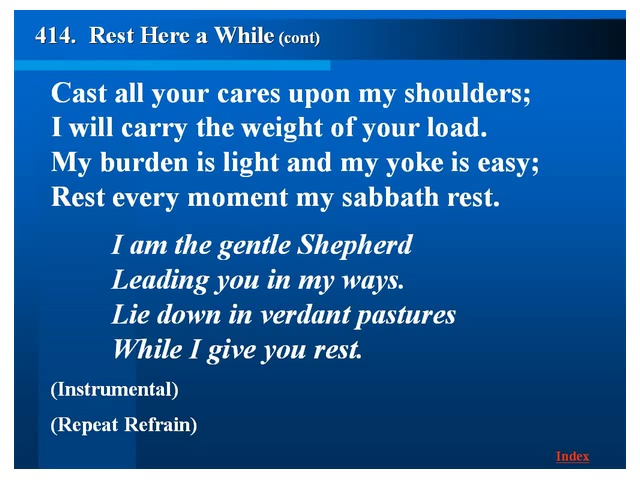 414. Rest Here a While (cont)
Cast all your cares upon my shoulders;
I will carry the weight of your load.
My burden is light and my yoke is easy;
Rest every moment my sabbath rest.
I am the gentle Shepherd
Leading you in my ways.
Lie down in verdant pastures
While I give you rest.
(Instrumental)
(Repeat Refrain)
Index